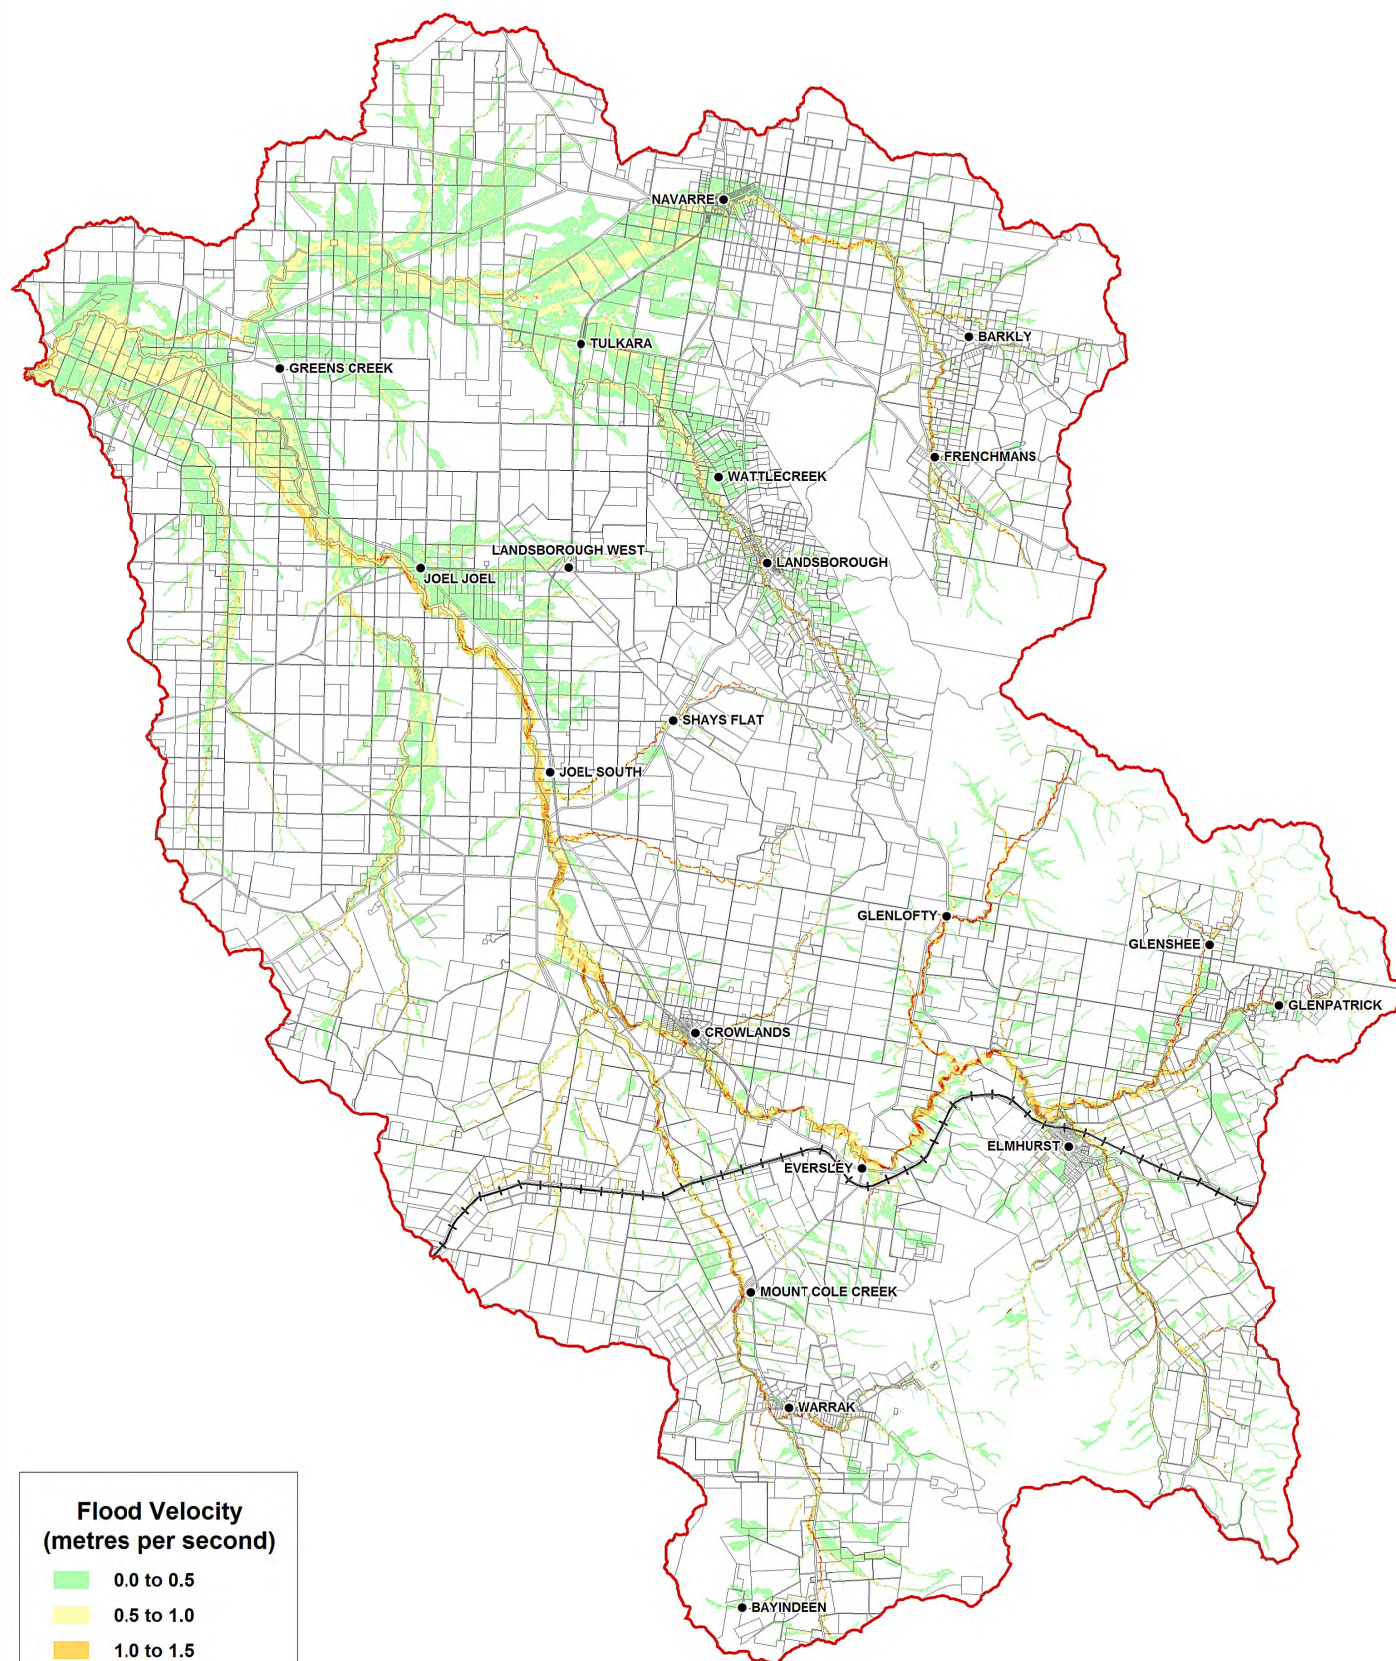 NAVARRE
TULKARA
BARKLY
GREENS CREEK
FRENCHMANS
WATTLECREEK
LANDSBOROUGH WEST
LANDSBOROUGH
JOEL JOEL
SHAYS FLAT
JOEL SOUTH
GLENLOFTY
GLENSHEE
GLENPATRICK
CROWLANDS
ELMHURST
EVERSLEY
MOUNT COLE CREEK
WARRAK
BAYINDEEN
Flood Velocity
(metres per second)
0.0 to 0.5
0.5 to 1.0
1.0 to 1.5